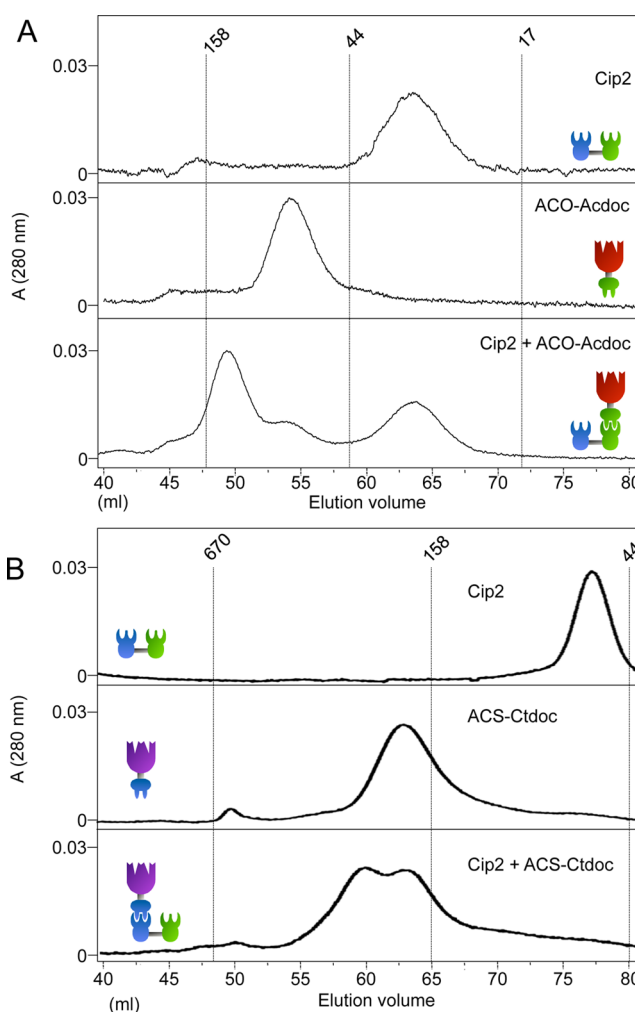 A
158 44 17
0.03
Cip2
0
0.03
ACO-Acdoc
A (280 nm)
0
0.03
Cip2 + ACO-Acdoc
0
40 45 50 55 60 65 70 75 80
(ml) Elution volume
B
670 158 44
0.03
Cip2
0
0.03
ACS-Ctdoc
A (280 nm)
0
0.03
Cip2 + ACS-Ctdoc
0
40 45 50 55 60 65 70 75 80
(ml) Elution volume